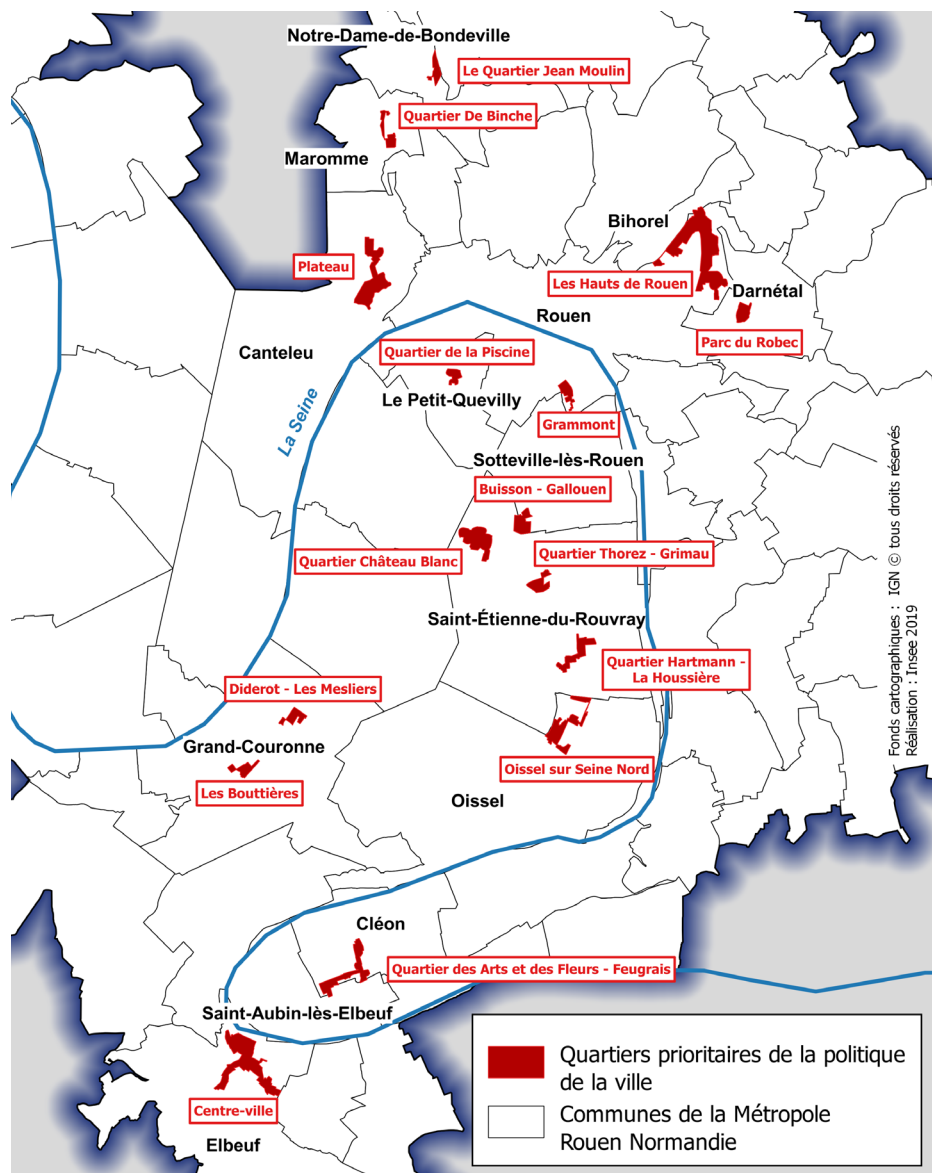 Notre-Dame-de-Bondeville
Le Quartier Jean Moulin
Quartier De Binche
Maromme
Bihorel
Plateau
Les Hauts de Rouen
Darnétal
Rouen
Parc du Robec
Canteleu
Quartier de la Piscine
La Seine
Le Petit-Quevilly
Grammont
Sotteville-lès-Rouen
Buisson - Gallouen
Quartier Château Blanc
Quartier Thorez - Grimau
Saint-Étienne-du-Rouvray
Quartier Hartmann -
La Houssière
Diderot - Les Mesliers
Grand-Couronne
Les Bouttières
Oissel sur Seine Nord
Oissel
Cléon
Quartier des Arts et des Fleurs - Feugrais
Saint-Aubin-lès-Elbeuf
Centre-ville
Elbeuf
Fonds cartographiques : IGN © tous droits réservés
Réalisation : Insee 2019
Quartiers prioritaires de la politique
de la ville
Communes de la Métropole
Rouen Normandie